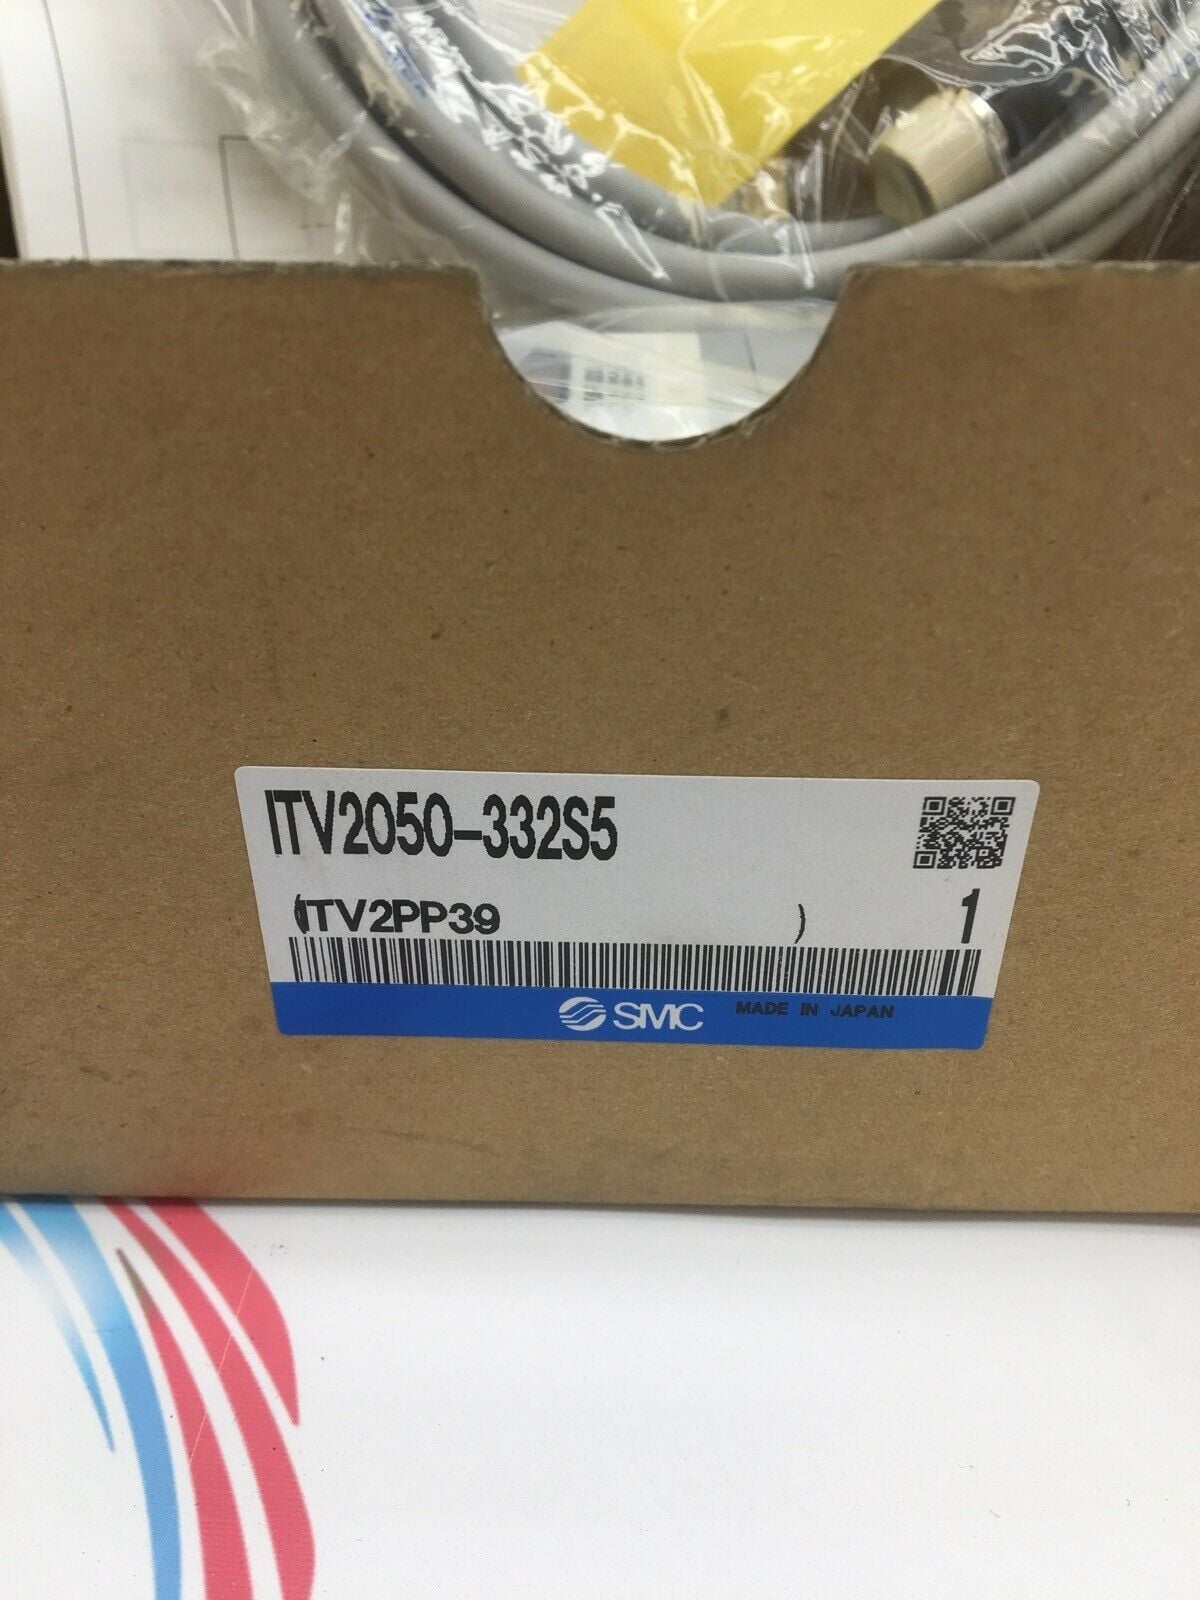 ITV2050-332S5
(ITV2PP39 ) 1
SMC MADE IN JAPAN